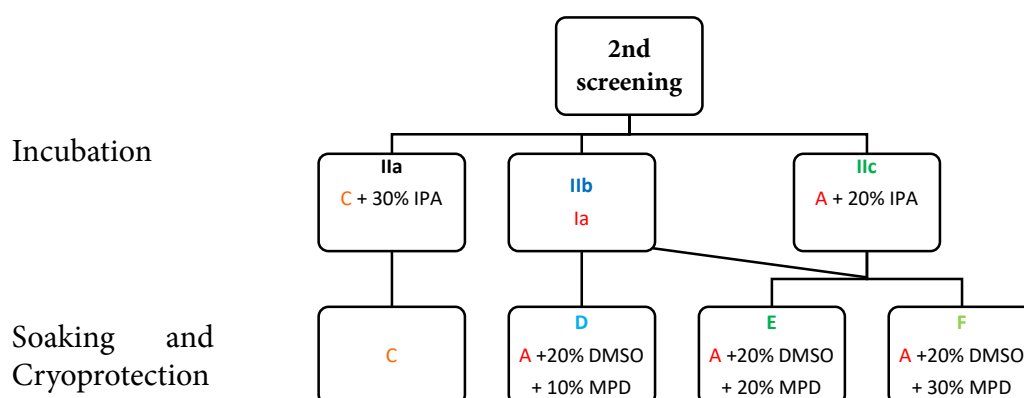 2nd
screening
Incubation
IIa
C + 30% IPA
IIb
Ia
IIc
A + 20% IPA
Soaking and
Cryoprotection
C
D
A +20% DMSO
+ 10% MPD
E
A +20% DMSO
+ 20% MPD
F
A +20% DMSO
+ 30% MPD